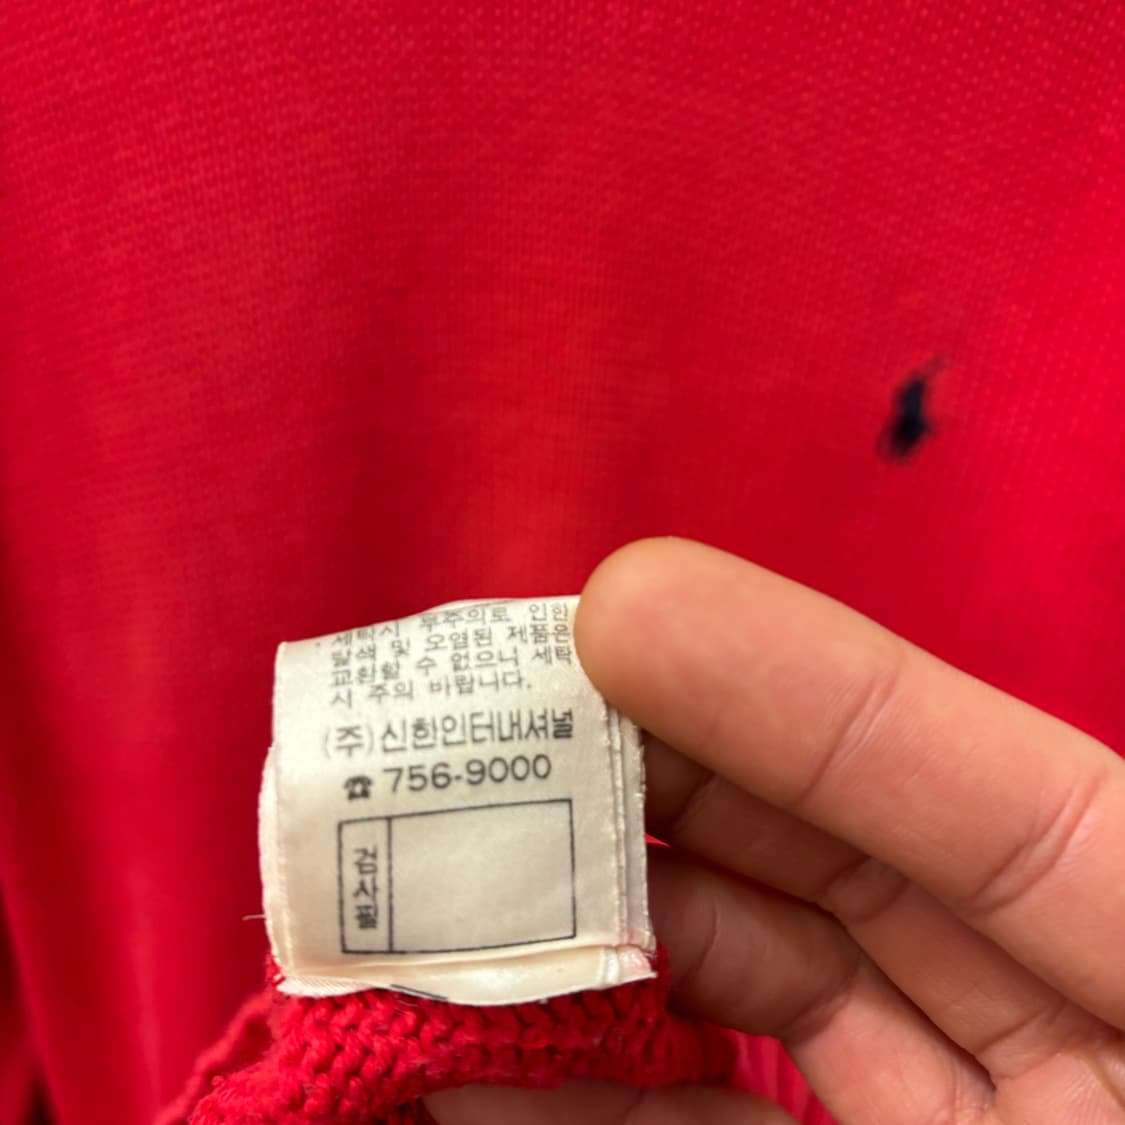 · 세탁시 부주의로 인한
탈색 및 오염된 제품은
교환할 수 없으니 세탁
시 주의 바랍니다.
(주)신한인터내셔널
☎ 756-9000
검사필